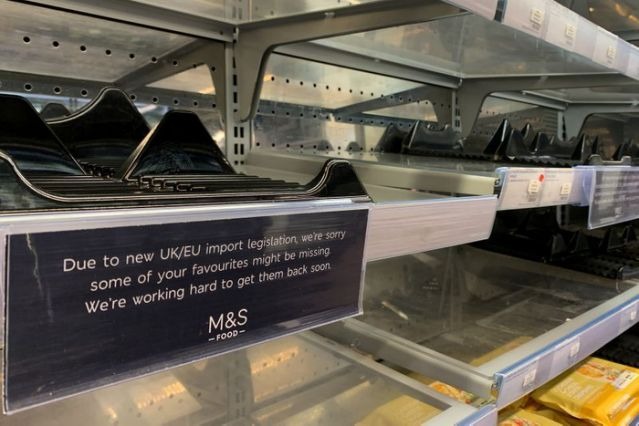 Due to new UK/EU import legislation, we're sorry
some of your favourites might be missing.
We're working hard to get them back soon.
M&S
FOOD